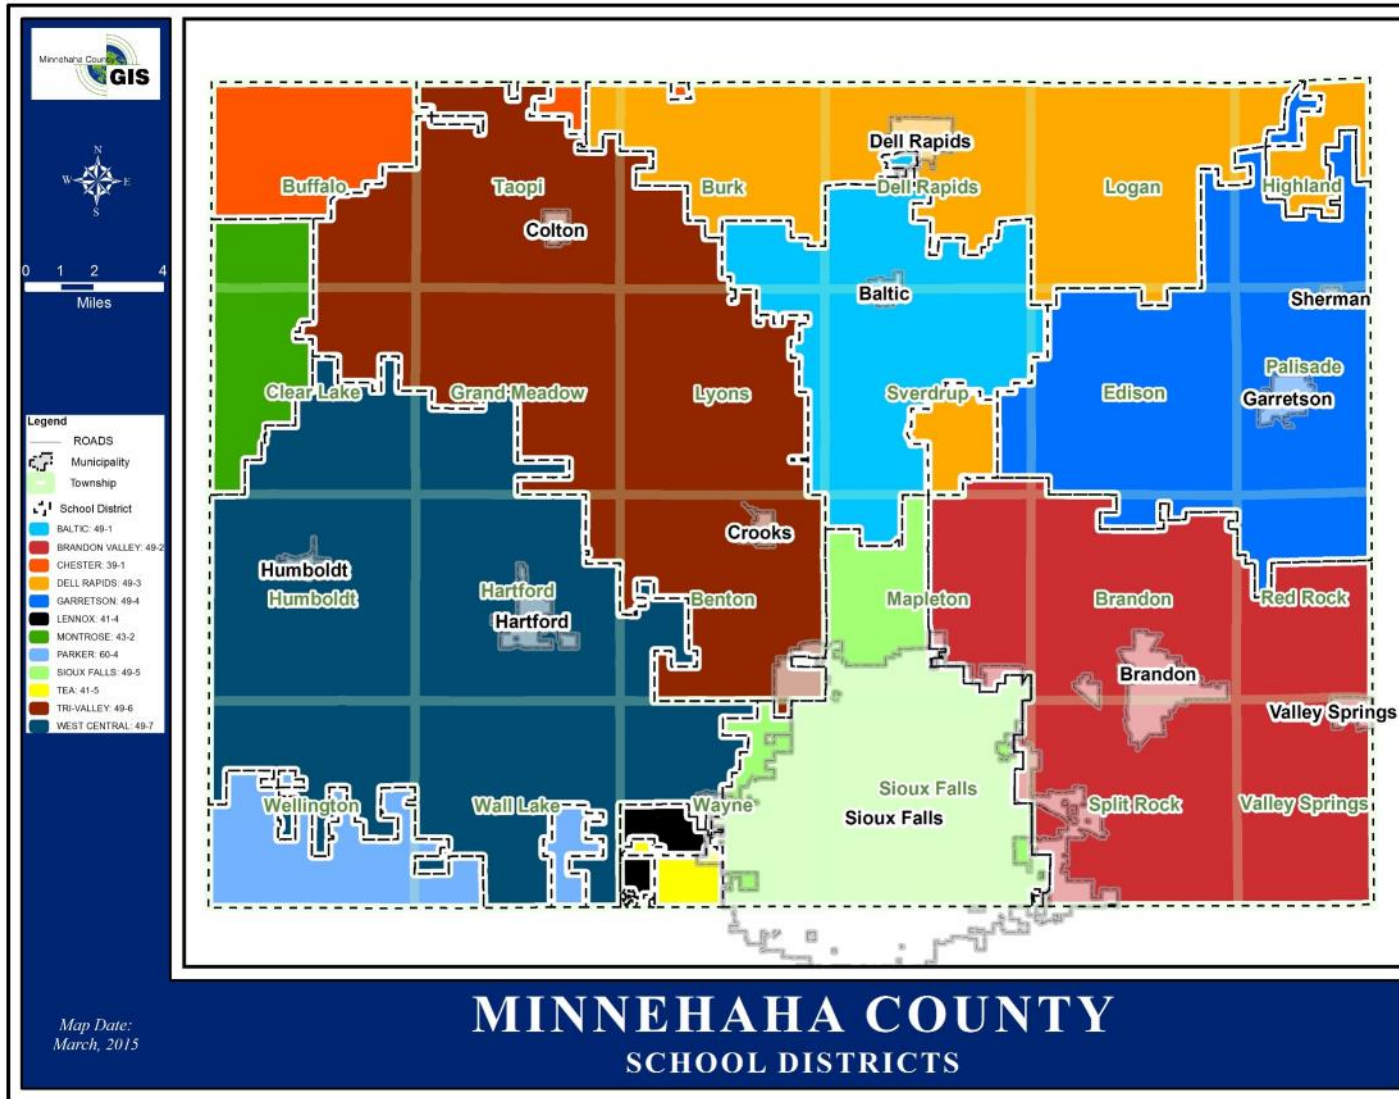 Minnehaha County
GIS
N
W
E
S
0 1 2 4
Miles
Legend
ROADS
Municipality
Township
School District
BALTIC: 49-1
BRANDON VALLEY: 49-2
CHESTER: 39-1
DELL RAPIDS: 49-3
GARRETSON: 49-4
LENNOX: 41-4
MONTROSE: 43-2
PARKER: 60-4
SIOUX FALLS: 49-5
TEA: 41-5
TRI-VALLEY: 49-6
WEST CENTRAL: 49-7
Map Date:
March, 2015
Dell Rapids
Buffalo
Taopi
Burk
Dell Rapids
Logan
Highland
Colton
Baltic
Sherman
Clear Lake
Grand Meadow
Lyons
Sverdrup
Edison
Palisade
Garretson
Crooks
Humboldt
Humboldt
Hartford
Hartford
Benton
Mapleton
Brandon
Red Rock
Brandon
Valley Springs
Wellington
Wall Lake
Wayne
Sioux Falls
Sioux Falls
Split Rock
Valley Springs
MINNEHAHA COUNTY
SCHOOL DISTRICTS